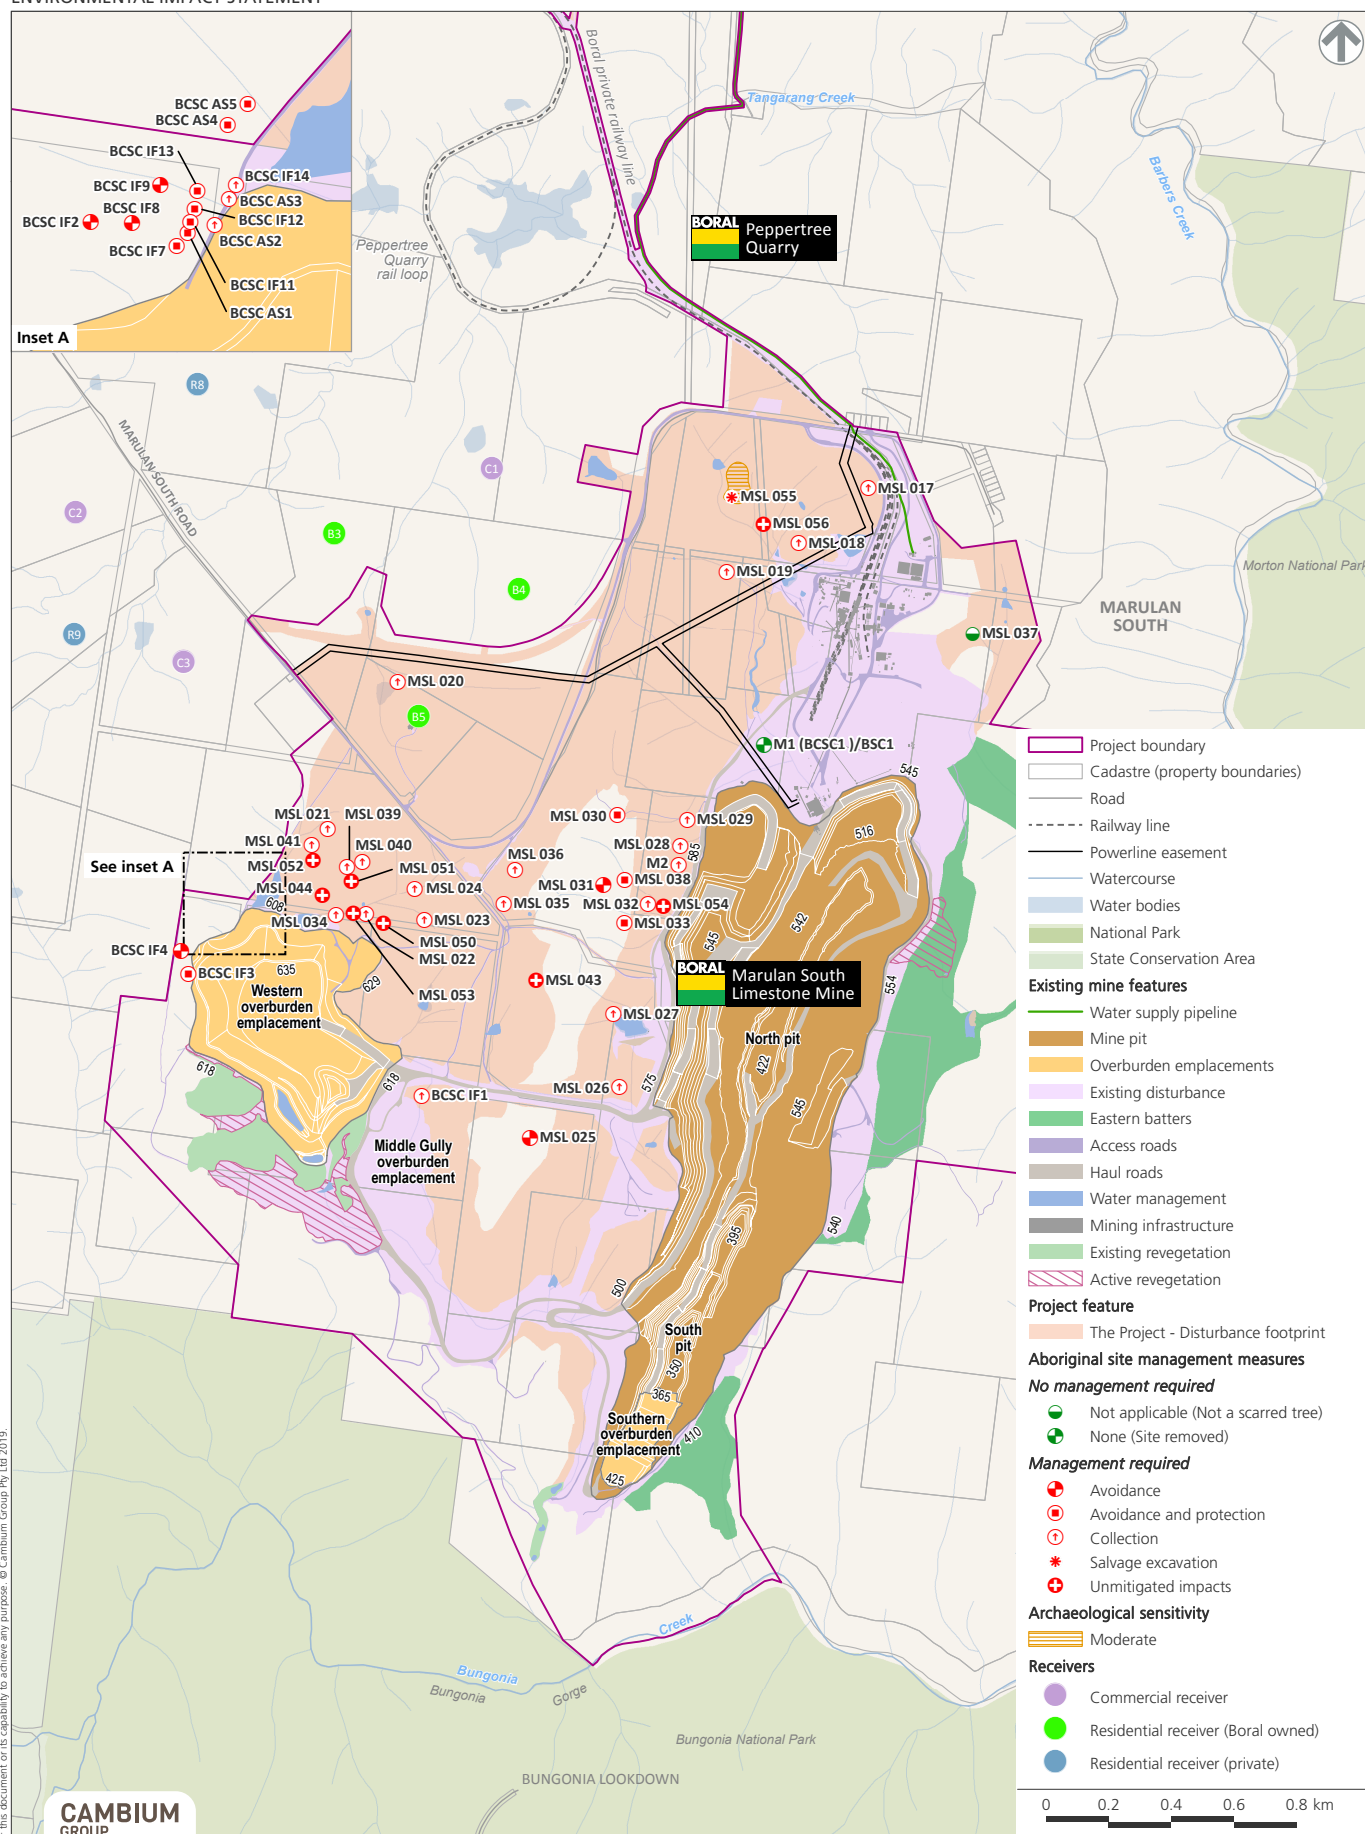 ENVIRONMENTAL IMPACT STATEMENT
BCSC AS5
BCSC AS4
BCSC IF13
BCSC IF9
BCSC IF14
BCSC IF8
BCSC AS3
BCSC IF2
BCSC IF12
BCSC AS2
BCSC IF7
BCSC IF11
BCSC AS1
Inset A
Boral private railway line
Tangarang Creek
Barbers Creek
BORAL
Peppertree
Quarry
Peppertree
Quarry
rail loop
R8
MARULAN SOUTH ROAD
C1
C2
B3
B4
R9
C3
MSL 017
MSL 055
MSL 056
MSL 018
MSL 019
Morton National Park
MARULAN
SOUTH
MSL 037
MSL 020
B5
M1 (BCSC1 )/BSC1
545
516
MSL 021
MSL 039
MSL 030
MSL 029
MSL 041
MSL 040
MSL 028
585
See inset A
MSL 052
MSL 051
MSL 036
M2
MSL 044
MSL 024
MSL 031
MSL 038
608
MSL 035
MSL 032
MSL 054
MSL 034
MSL 023
MSL 033
542
545
MSL 050
MSL 022
BCSC IF4
BCSC IF3
635
629
MSL 053
MSL 043
BORAL
Marulan South
Limestone Mine
554
Western
overburden
emplacement
MSL 027
North pit
618
618
422
575
MSL 026
BCSC IF1
545
MSL 025
Middle Gully
overburden
emplacement
540
395
500
South
pit
350
365
Southern
overburden
emplacement
410
425
Creek
Bungonia
Bungonia
Gorge
Bungonia National Park
BUNGONIA LOOKDOWN
Project boundary
Cadastre (property boundaries)
Road
Railway line
Powerline easement
Watercourse
Water bodies
National Park
State Conservation Area
Existing mine features
Water supply pipeline
Mine pit
Overburden emplacements
Existing disturbance
Eastern batters
Access roads
Haul roads
Water management
Mining infrastructure
Existing revegetation
Active revegetation
Project feature
The Project - Disturbance footprint
Aboriginal site management measures
No management required
Not applicable (Not a scarred tree)
None (Site removed)
Management required
Avoidance
Avoidance and protection
Collection
Salvage excavation
Unmitigated impacts
Archaeological sensitivity
Moderate
Receivers
Commercial receiver
Residential receiver (Boral owned)
Residential receiver (private)
0 0.2 0.4 0.6 0.8 km
this document or its capability to achieve any purpose. © Cambium Group Pty Ltd 2019.
CAMBIUM
GROUP